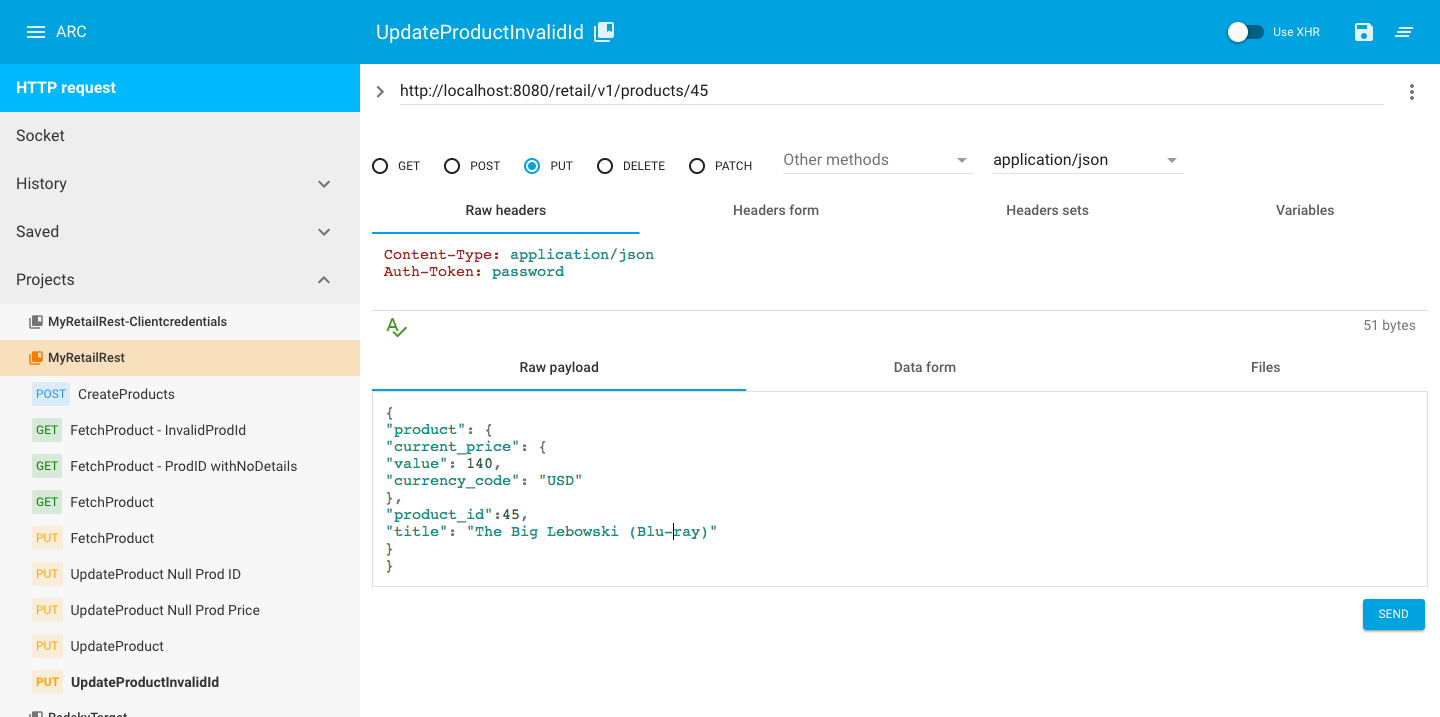 ARC
UpdateProductInvalidId
Use XHR
HTTP request
Socket
History
Saved
Projects
MyRetailRest-Clientcredentials
MyRetailRest
POST CreateProducts
GET FetchProduct - InvalidProdId
GET FetchProduct - ProdID withNoDetails
GET FetchProduct
PUT FetchProduct
PUT UpdateProduct Null Prod ID
PUT UpdateProduct Null Prod Price
PUT UpdateProduct
PUT UpdateProductInvalidId
http://localhost:8080/retail/v1/products/45
GET POST PUT DELETE PATCH Other methods application/json
Raw headers Headers form Headers sets Variables
Content-Type: application/json
Auth-Token: password
51 bytes
Raw payload Data form Files
{
"product": {
"current_price": {
"value": 140,
"currency_code": "USD"
},
"product_id":45,
"title": "The Big Lebowski (Blu-ray)"
}
}
SEND